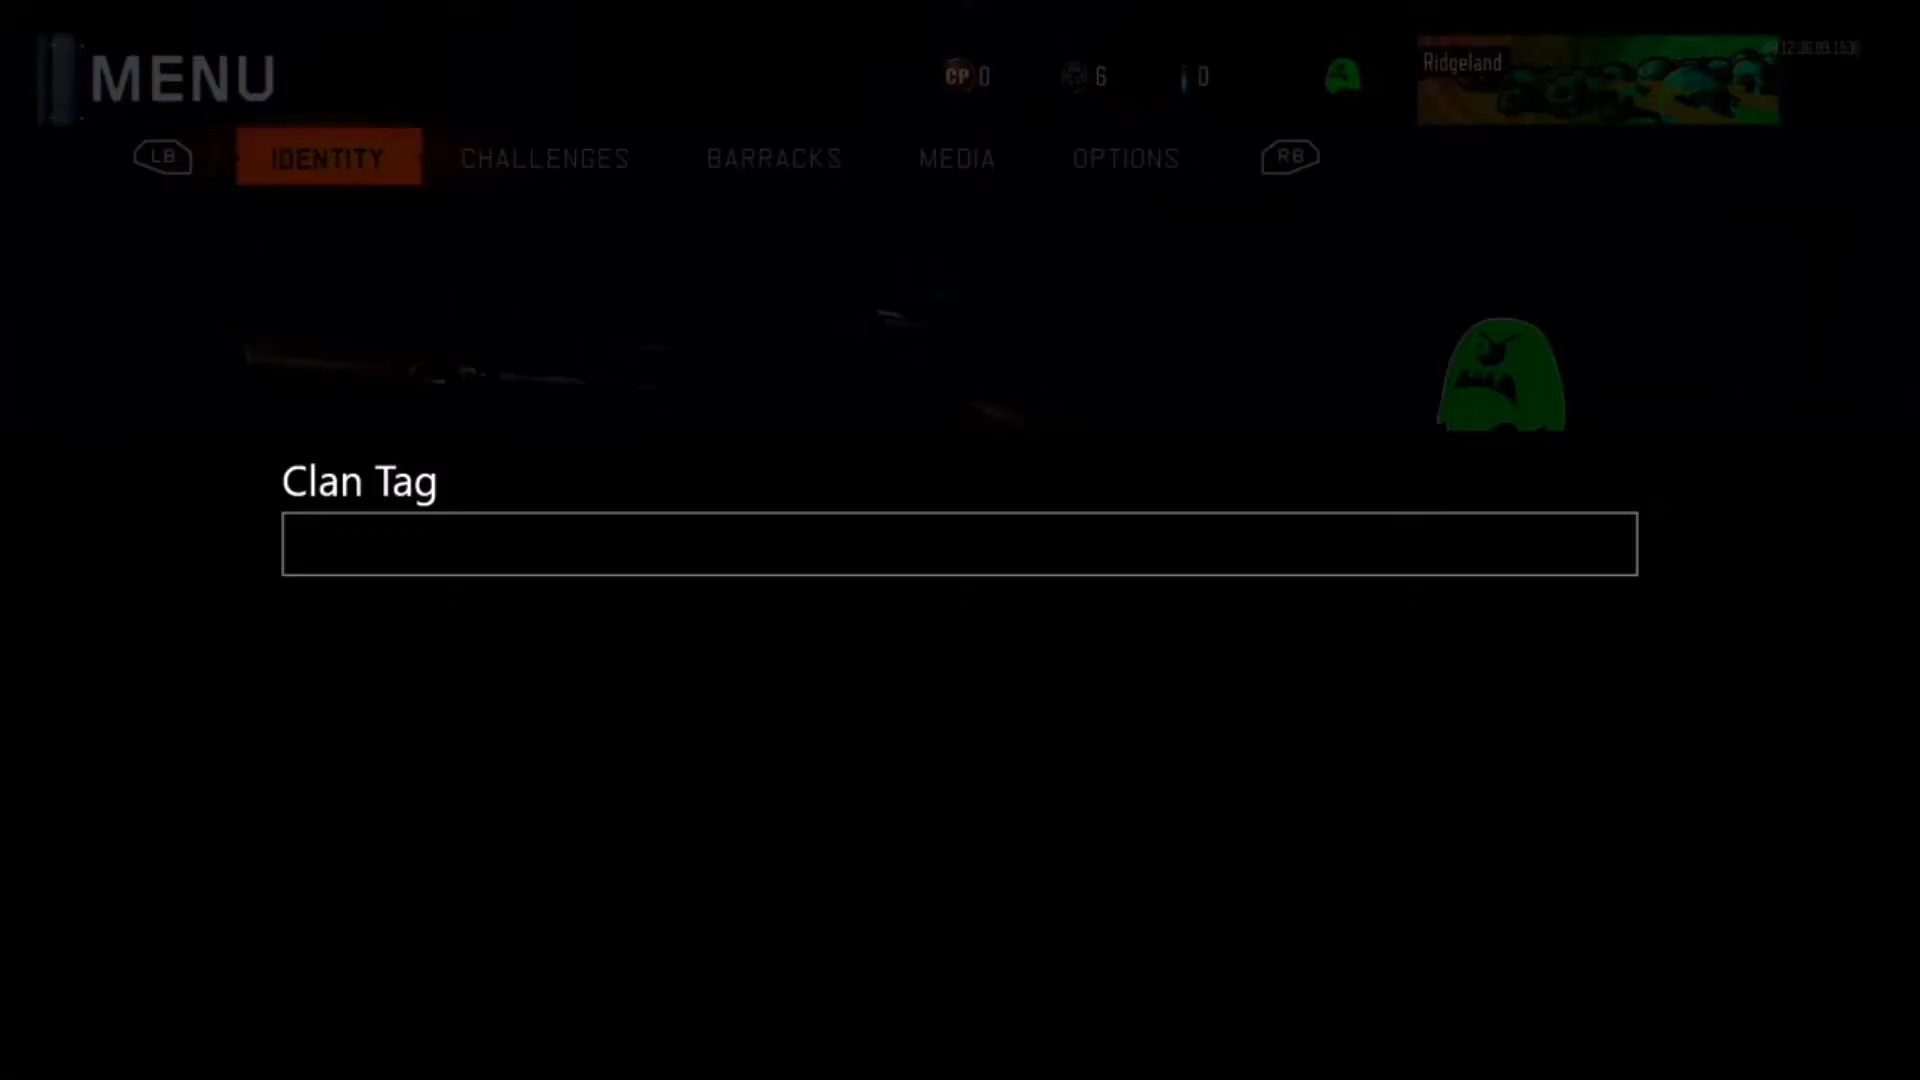 MENU
CP 0
6
0
Ridgeland
LB
IDENTITY
CHALLENGES
BARRACKS
MEDIA
OPTIONS
RB
Clan Tag